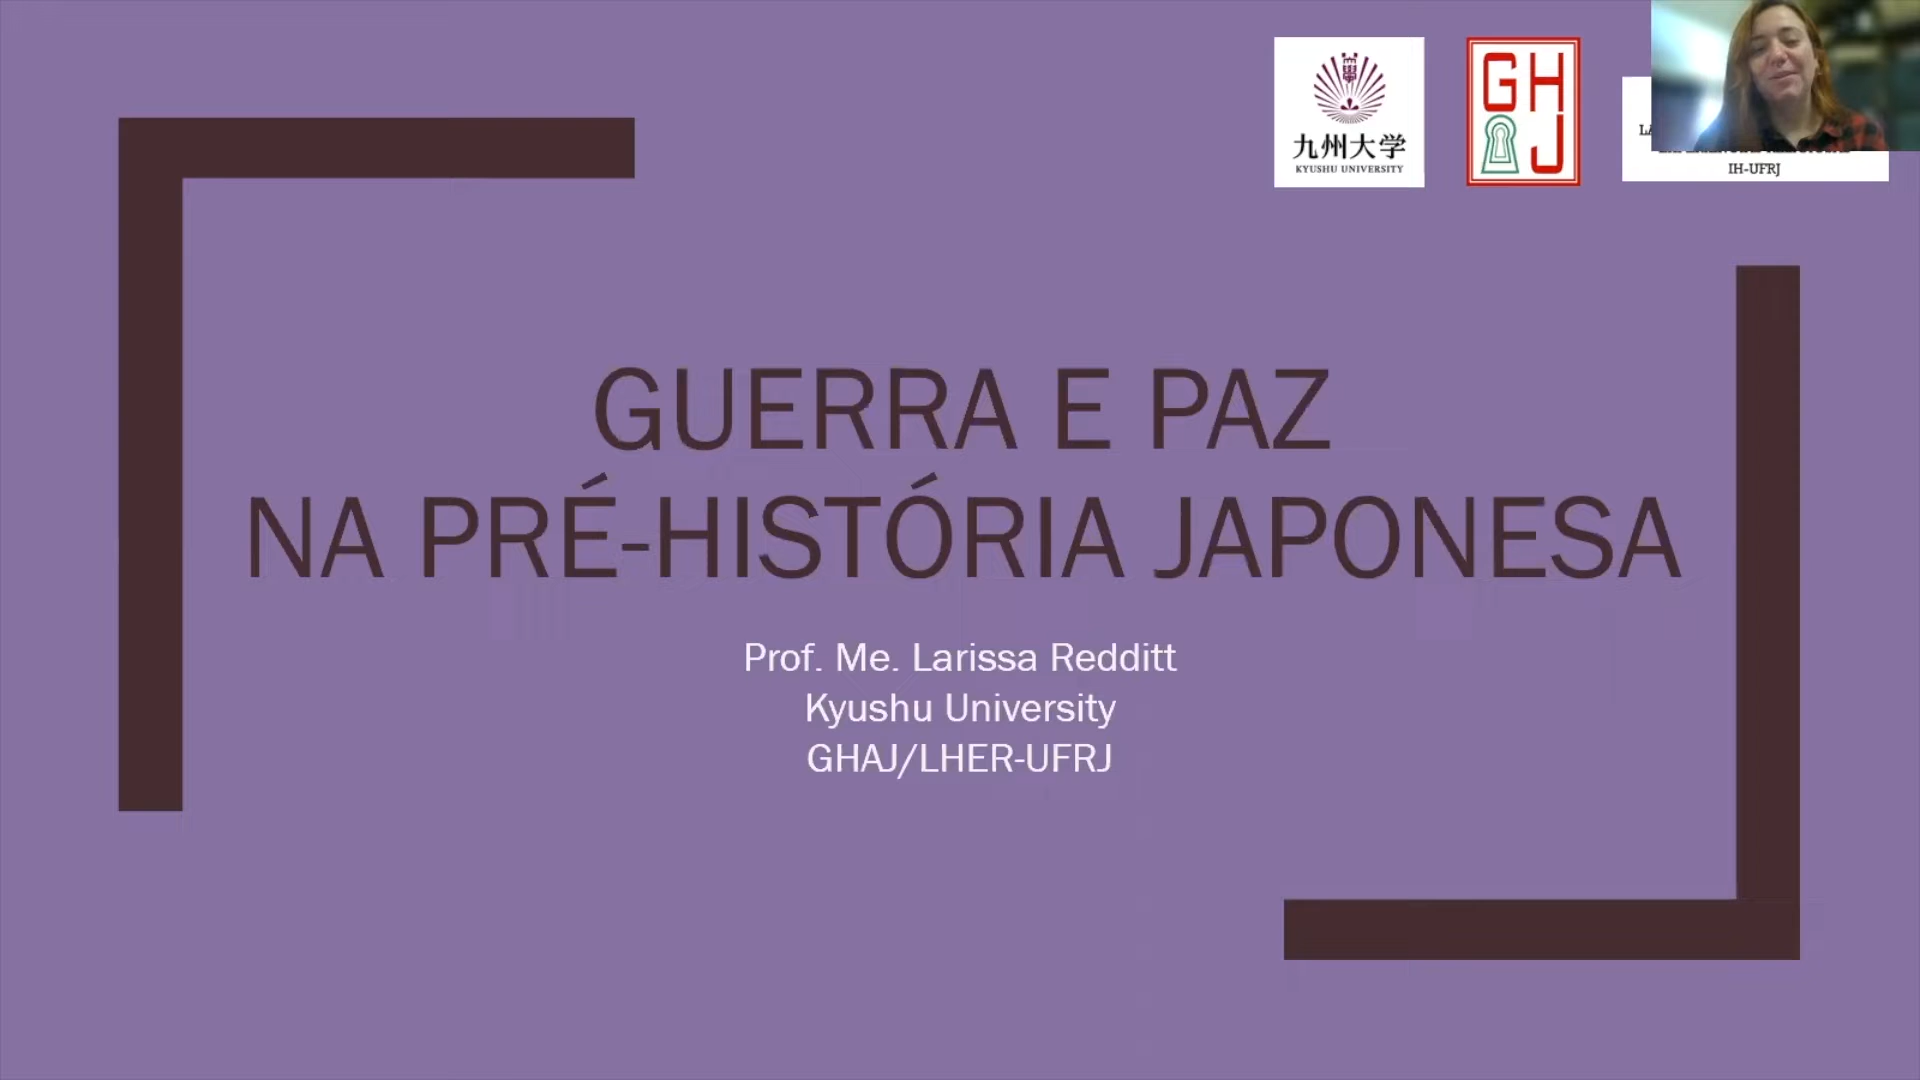 九州大学
KYUSHU UNIVERSITY
GH
J
IH-UFRJ
GUERRA E PAZ
NA PRÉ-HISTÓRIA JAPONESA
Prof. Me. Larissa Redditt
Kyushu University
GHAJ/LHER-UFRJ